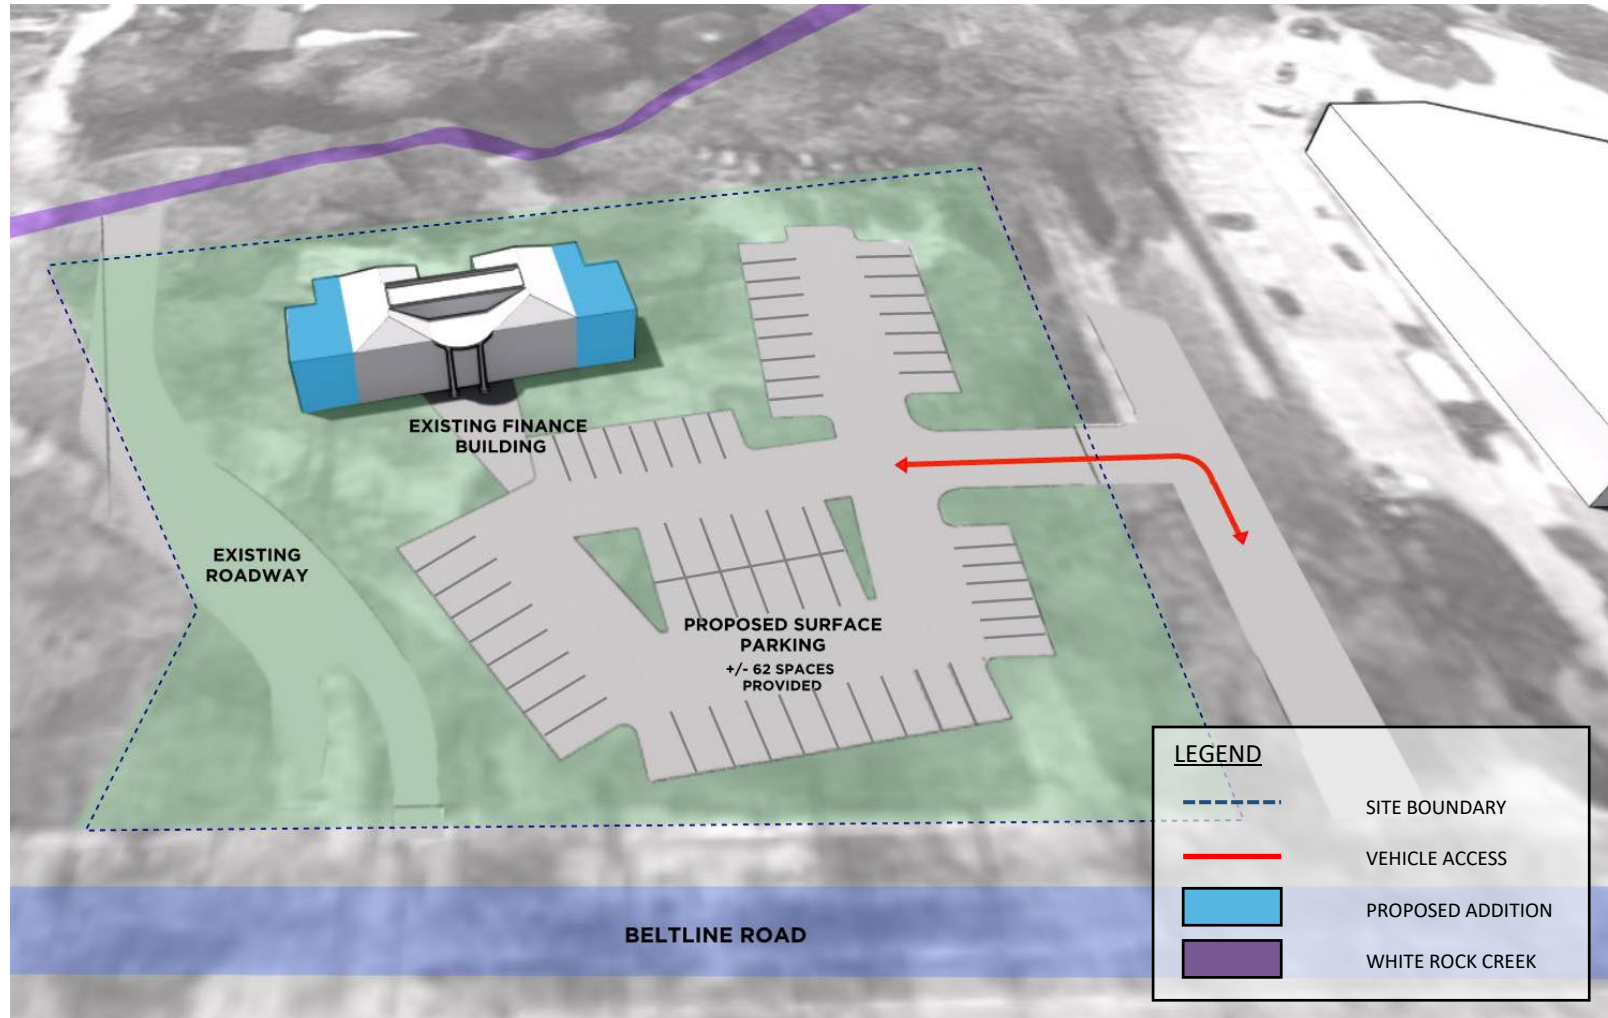 EXISTING FINANCE
BUILDING
EXISTING
ROADWAY
PROPOSED SURFACE
PARKING
+/- 62 SPACES
PROVIDED
BELTLINE ROAD
LEGEND
SITE BOUNDARY
VEHICLE ACCESS
PROPOSED ADDITION
WHITE ROCK CREEK